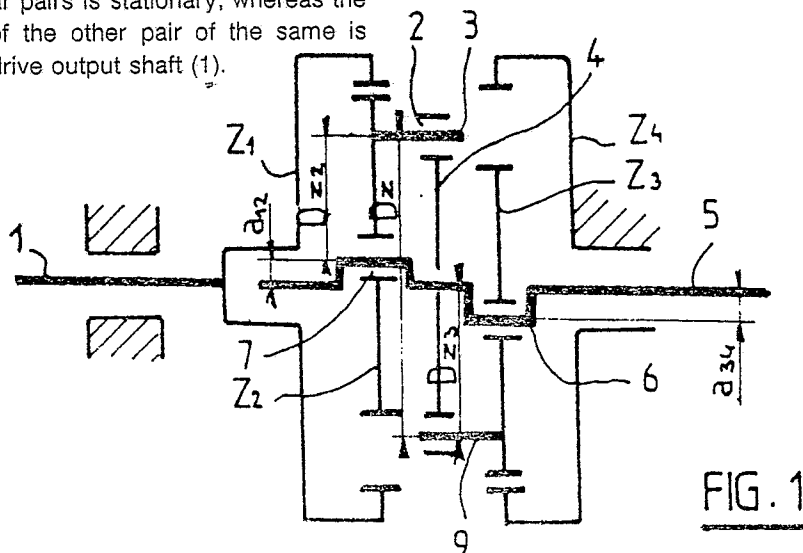 ar pairs is stationary, whereas the
of the other pair of the same is
drive output shaft (1).
2
3
4
Z1
Z4
Z3
DZ2
DZ
a12
1
5
7
DZ3
Z2
6
a34
9
FIG. 1